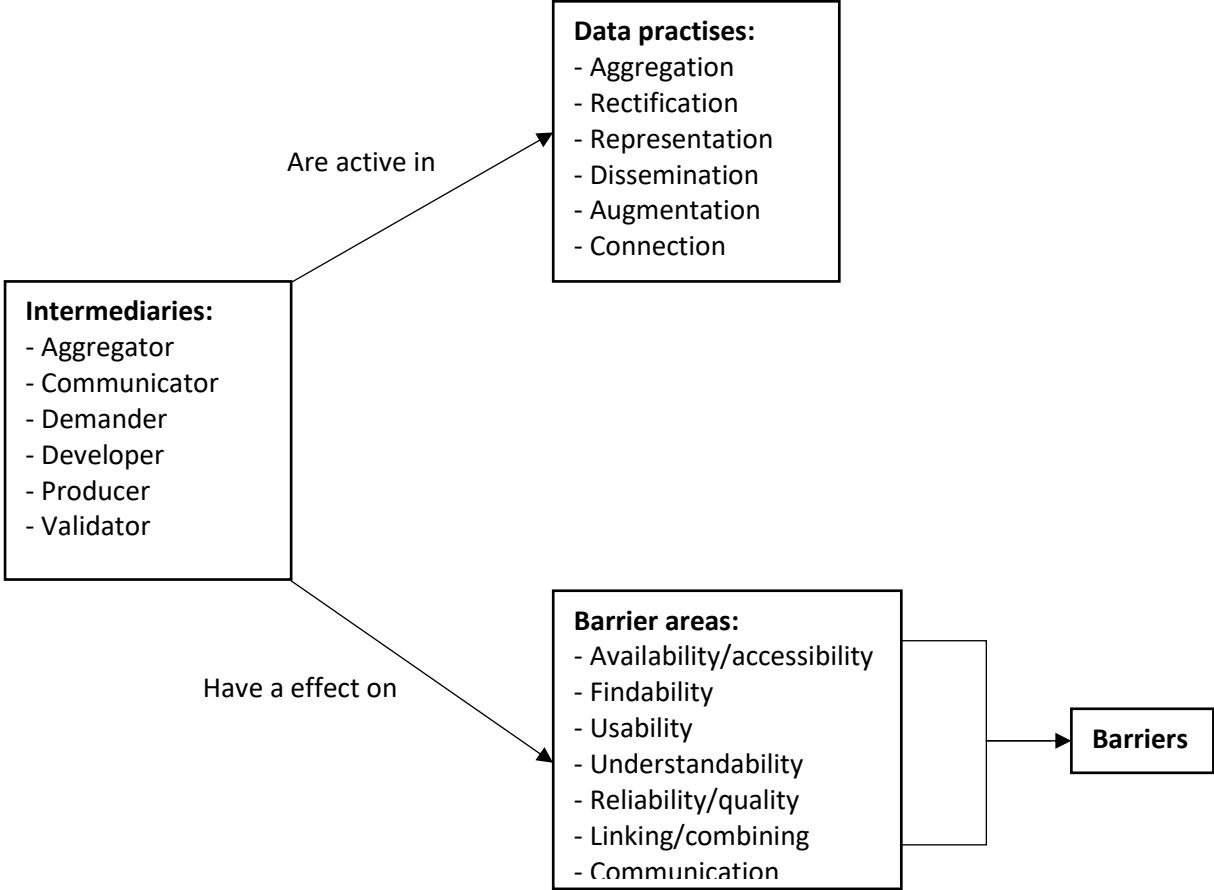 Data practises:
- Aggregation
- Rectification
- Representation
- Dissemination
- Augmentation
- Connection
Are active in
Intermediaries:
- Aggregator
- Communicator
- Demander
- Developer
- Producer
- Validator
Have a effect on
Barrier areas:
- Availability/accessibility
- Findability
- Usability
- Understandability
- Reliability/quality
- Linking/combining
- Communication
Barriers